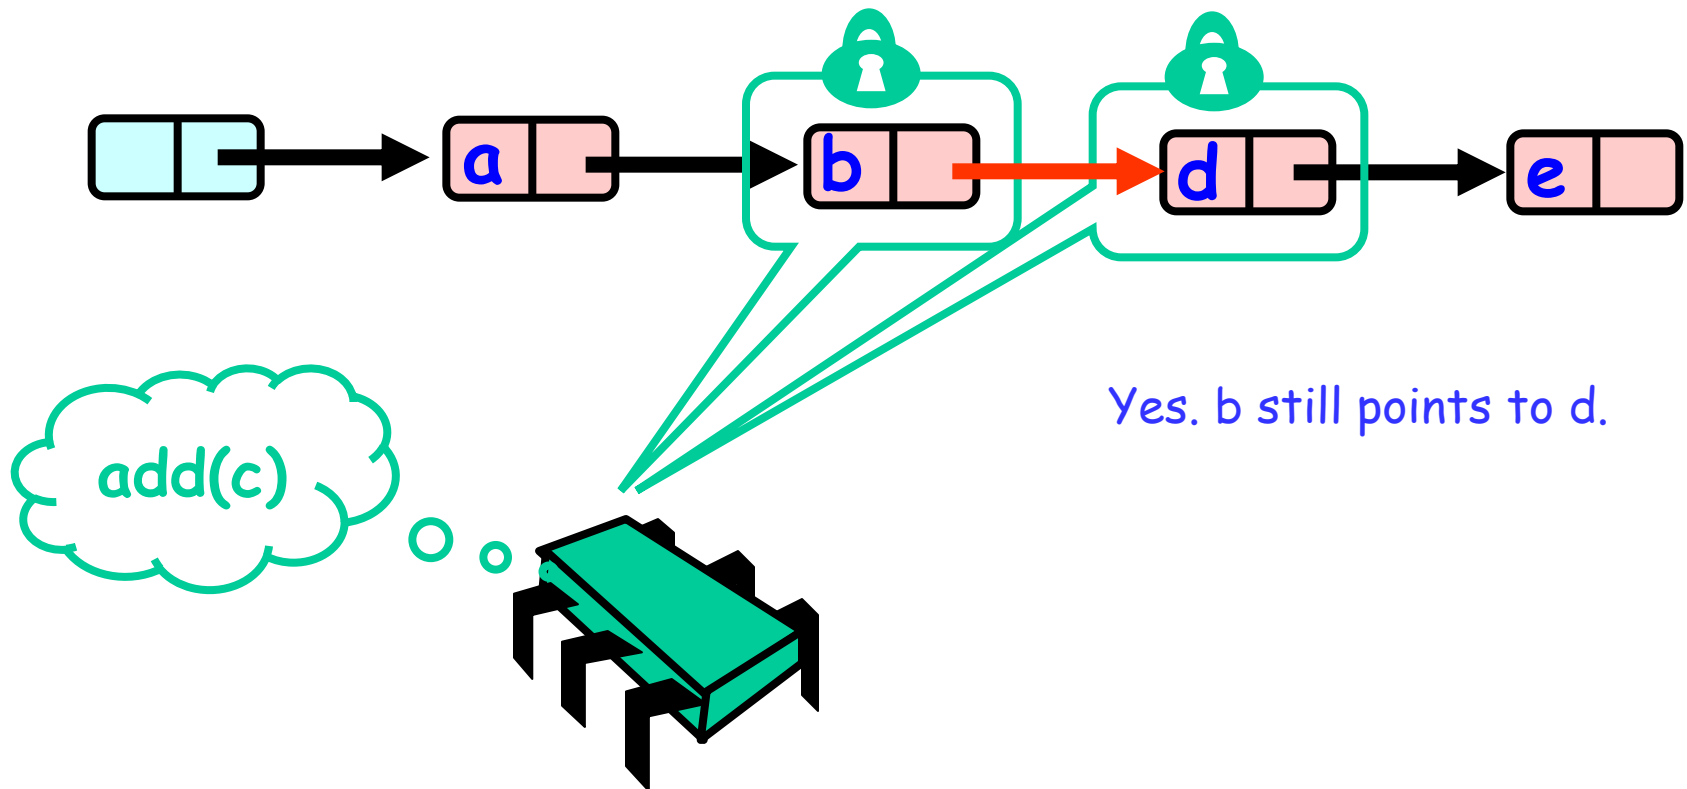 a
b
d
e
Yes. b still points to d.
add(c)